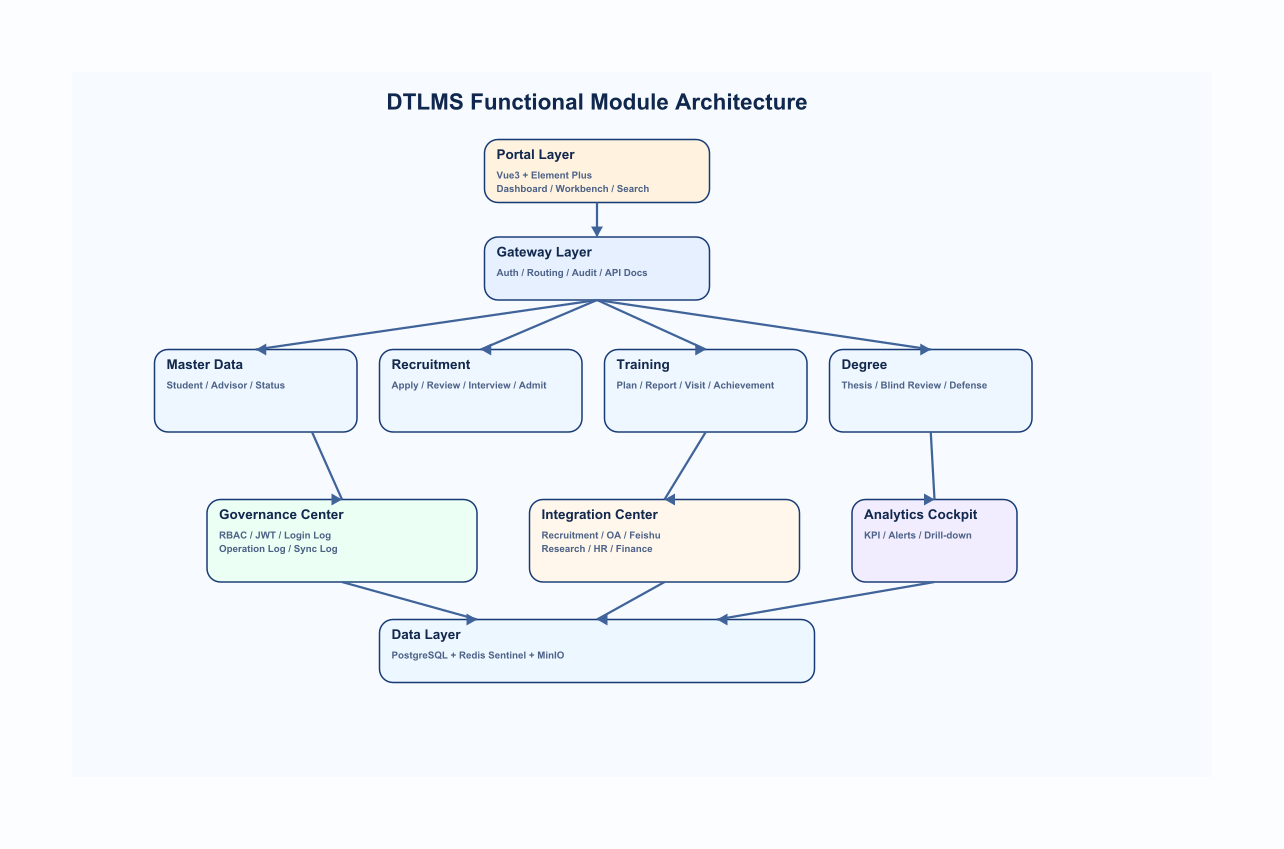 DTLMS Functional Module Architecture
Portal Layer
Vue3 + Element Plus
Dashboard / Workbench / Search
Gateway Layer
Auth / Routing / Audit / API Docs
Master Data
Student / Advisor / Status
Recruitment
Apply / Review / Interview / Admit
Training
Plan / Report / Visit / Achievement
Degree
Thesis / Blind Review / Defense
Governance Center
RBAC / JWT / Login Log
Operation Log / Sync Log
Integration Center
Recruitment / OA / Feishu
Research / HR / Finance
Analytics Cockpit
KPI / Alerts / Drill-down
Data Layer
PostgreSQL + Redis Sentinel + MinIO